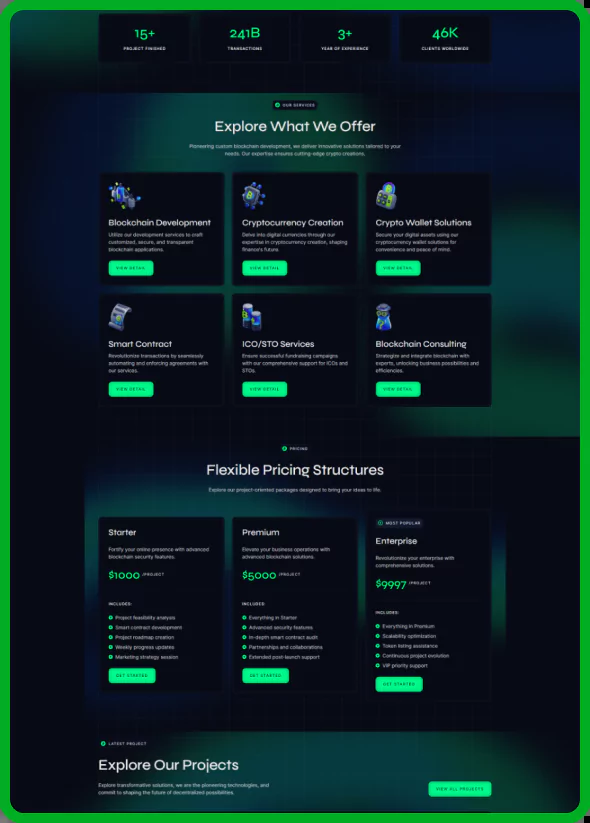 15+
241B
3+
46K
PROJECT FINISHED
TRANSACTIONS
YEAR OF EXPERIENCE
CLIENTS WORLDWIDE
OUR SERVICES
Explore What We Offer
Pioneering custom blockchain development, we deliver innovative solutions tailored to your
needs. Our expertise ensures cutting-edge crypto creations.
Blockchain Development
Utilize our development services to craft
customized, secure, and transparent
blockchain applications.
VIEW DETAIL
Cryptocurrency Creation
Delve into digital currencies through our
expertise in cryptocurrency creation, shaping
finance's future.
VIEW DETAIL
Crypto Wallet Solutions
Secure your digital assets using our
cryptocurrency wallet solutions for
convenience and peace of mind.
VIEW DETAIL
Smart Contract
Revolutionize transactions by seamlessly
automating and enforcing agreements with
our services.
VIEW DETAIL
ICO/STO Services
Ensure successful fundraising campaigns
with our comprehensive support for ICOs and
STOs.
VIEW DETAIL
Blockchain Consulting
Strategize and integrate blockchain with
experts, unlocking business possibilities and
efficiencies.
VIEW DETAIL
PRICING
Flexible Pricing Structures
Explore our project-oriented packages designed to bring your ideas to life.
Starter
Fortify your online presence with advanced
blockchain security features.
$1000 /PROJECT
INCLUDES:
Project feasibility analysis
Smart contract development
Project roadmap creation
Weekly progress updates
Marketing strategy session
GET STARTED
Premium
Elevate your business operations with
advanced blockchain solutions.
$5000 /PROJECT
INCLUDED:
Everything in Starter
Advanced security features
In-depth smart contract audit
Partnerships and collaborations
Extended post-launch support
GET STARTED
MOST POPULAR
Enterprise
Revolutionize your enterprise with
comprehensive solutions.
$9997 /PROJECT
INCLUDES:
Everything in Premium
Scalability optimization
Token listing assistance
Continuous project evolution
VIP priority support
GET STARTED
LATEST PROJECT
Explore Our Projects
Explore transformative solutions, we are the pioneering technologies, and
commit to shaping the future of decentralized possibilities.
VIEW ALL PROJECTS